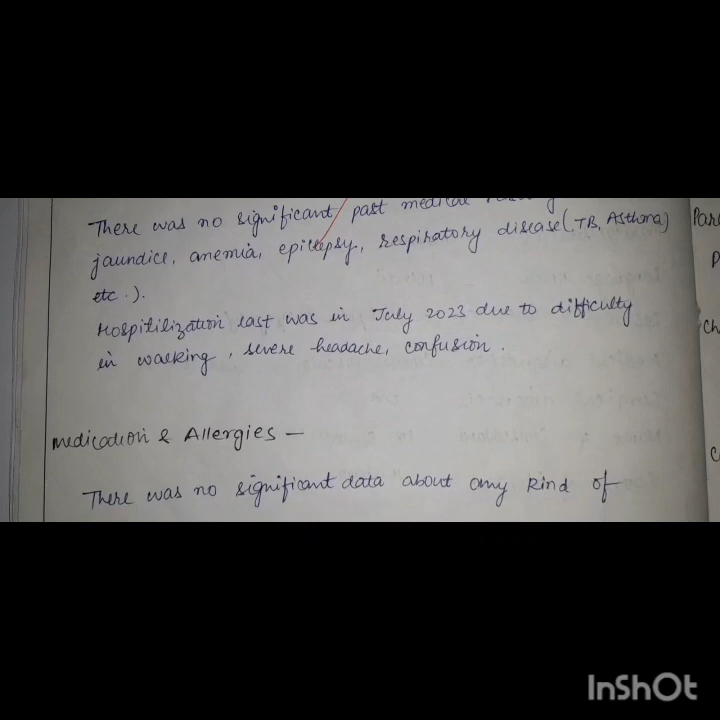 There was no significant past medical
jaundice, anemia, epilepsy, respiratory disease (TB, Asthma)
etc.).
Hospitilization last was in July 2023 due to difficulty
in walking, severe headache, confusion.
Medication & Allergies –
There was no significant data about any kind of
InShOt